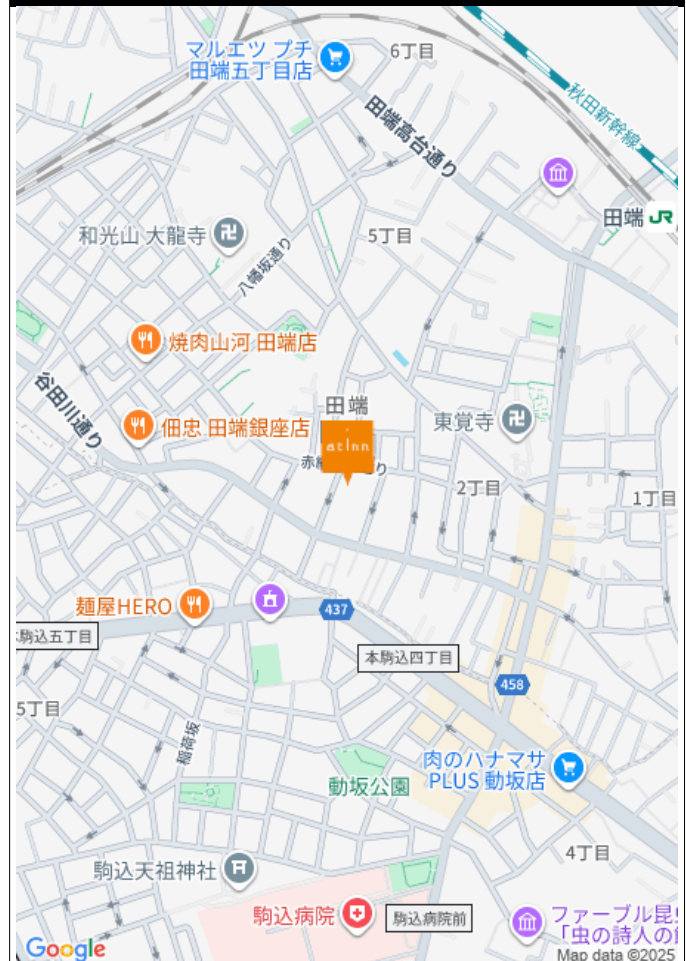 マルエツ プチ
田端五丁目店
6丁目
田端高台通り
秋田新幹線
田端 JR
和光山 大龍寺
八幡坂通り
5丁目
焼肉山河 田端店
谷田川通り
佃忠 田端銀座店
田端
atInn
赤
り
東覚寺
2丁目
1丁目
麺屋HERO
437
駒込五丁目
本駒込四丁目
458
5丁目
稲荷坂
肉のハナマサ
PLUS 動坂店
動坂公園
4丁目
駒込天祖神社
駒込病院
駒込病院前
ファーブル昆
「虫の詩人の
Google
Map data ©2025